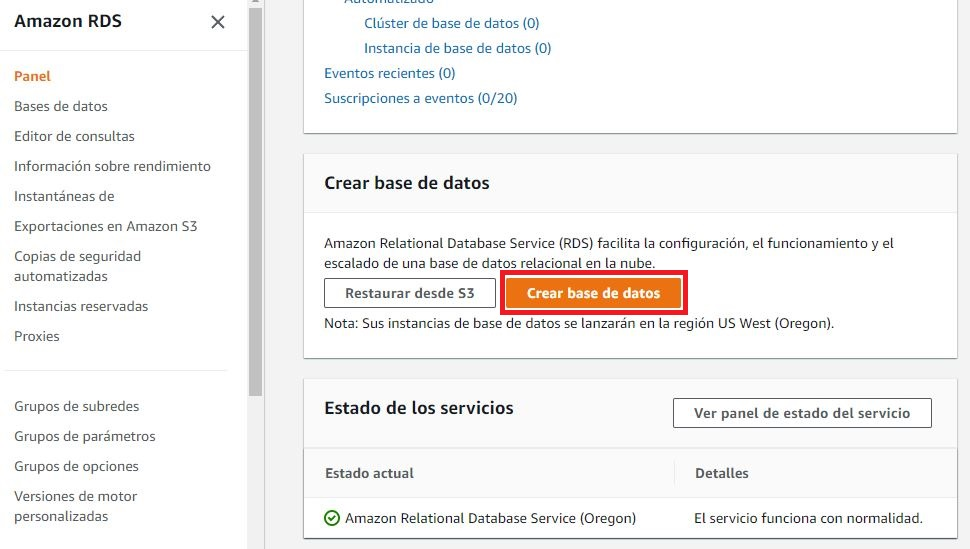 Amazon RDS
Panel
Bases de datos
Editor de consultas
Información sobre rendimiento
Instantáneas de
Exportaciones en Amazon S3
Copias de seguridad
automatizadas
Instancias reservadas
Proxies
Grupos de subredes
Grupos de parámetros
Grupos de opciones
Versiones de motor
personalizadas
Clúster de base de datos (0)
Instancia de base de datos (0)
Eventos recientes (0)
Suscripciones a eventos (0/20)
Crear base de datos
Amazon Relational Database Service (RDS) facilita la configuración, el funcionamiento y el
escalado de una base de datos relacional en la nube.
Restaurar desde S3
Crear base de datos
Nota: Sus instancias de base de datos se lanzarán en la región US West (Oregon).
Estado de los servicios
Ver panel de estado del servicio
Estado actual
Detalles
Amazon Relational Database Service (Oregon)
El servicio funciona con normalidad.